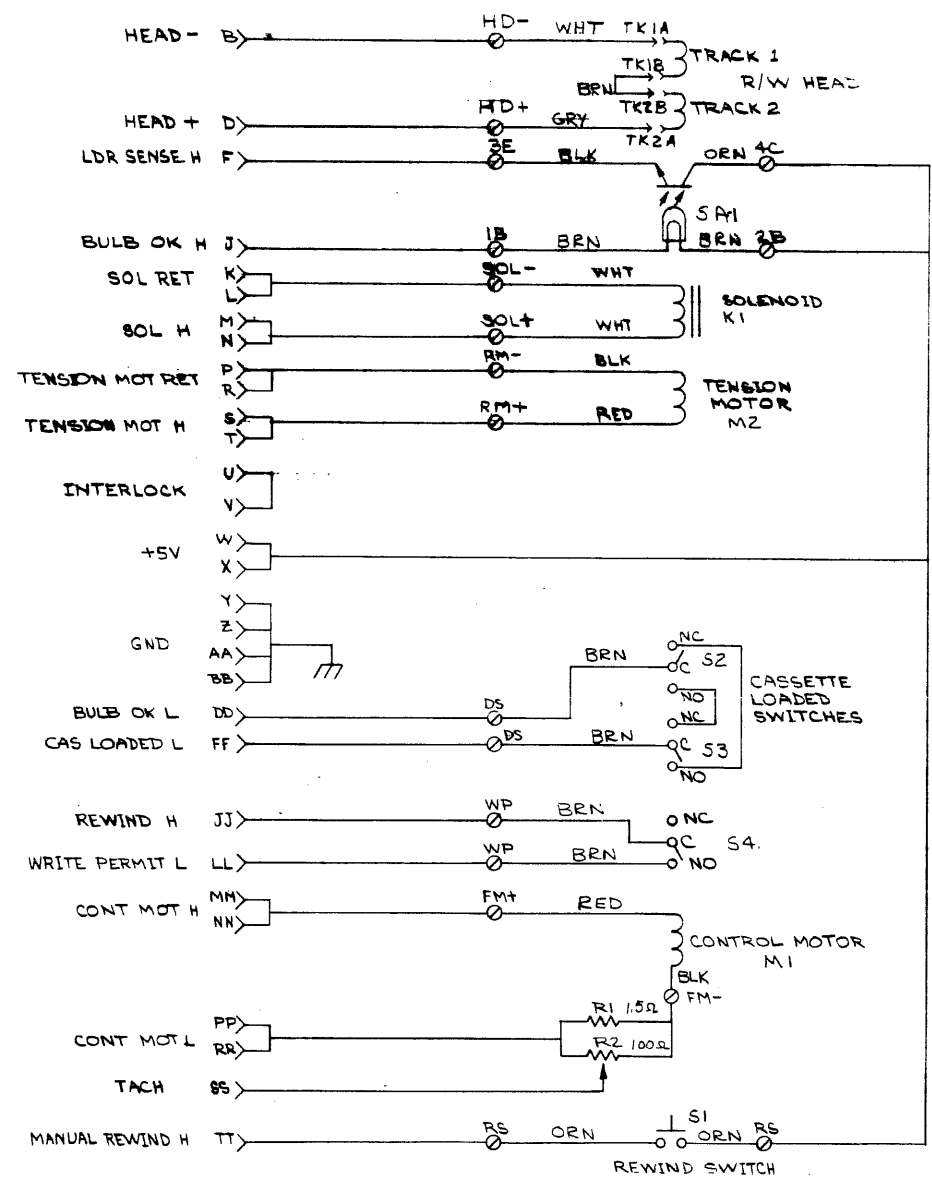 HEAD- B HD- WHT TK1A
TRACK 1
TK1B
R/W HEAD
BRN
TK2B TRACK 2
HEAD + D HD+ GRY
TK2A
LDR SENSE H F 3E BLK ORN 4C
SA1
BULB OK H J 1B BRN BRN 2B
SOL RET K SOL- WHT
L
SOLENOID
K1
SOL H M SOL+ WHT
N
TENSION MOT RET P RM- BLK
R
TENSION
MOTOR
M2
TENSION MOT H S RM+ RED
T
INTERLOCK U
V
+5V W
X
GND Y
Z
AA
BB
NC
BRN C S2
NO
NC
CASSETTE
LOADED
SWITCHES
BULB OK L DD DS
CAS LOADED L FF DS BRN C S3
NO
REWIND H JJ WP BRN NC
C S4.
WRITE PERMIT L LL WP BRN NO
CONT MOT H MM FM+ RED
NN
CONTROL MOTOR
M1
BLK
FM-
R1 1.5Ω
CONT MOT L PP
RR R2 100Ω
TACH SS
S1
MANUAL REWIND H TT RS ORN ORN RS
REWIND SWITCH